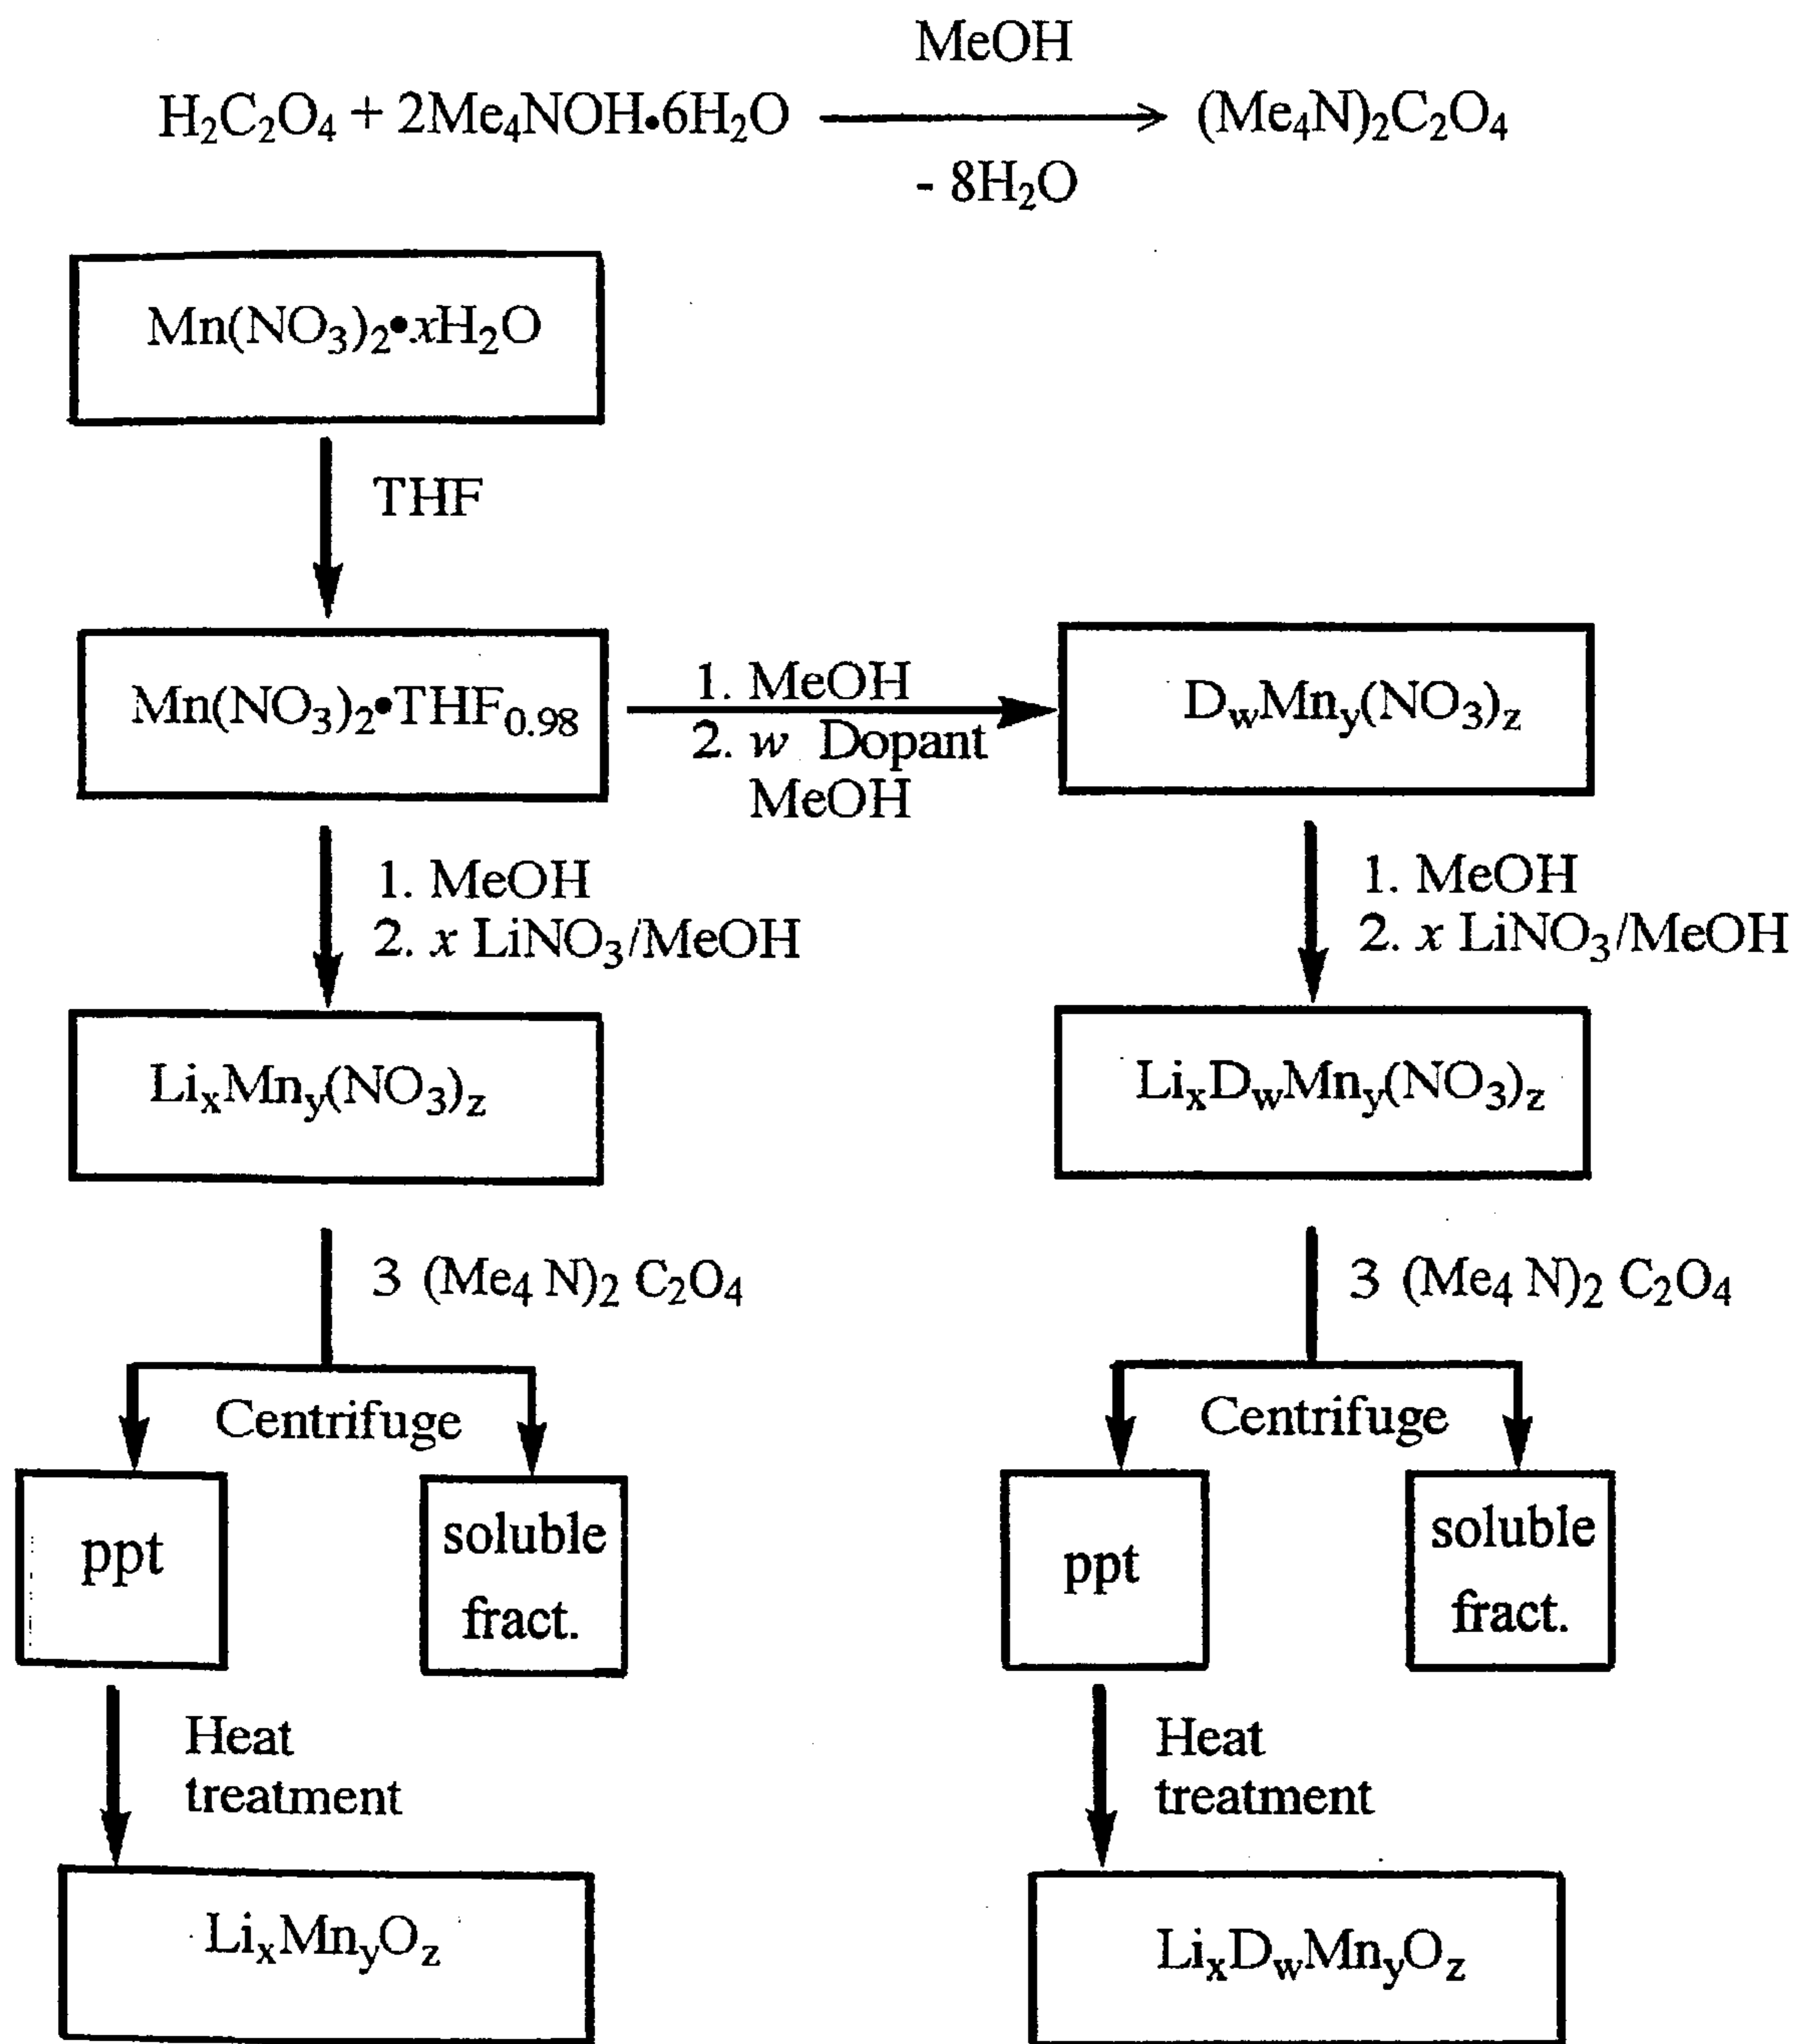 MeOH
H₂C₂O₄ + 2Me₄NOH•6H₂O → (Me₄N)₂C₂O₄
- 8H₂O
Mn(NO₃)₂•xH₂O
THF
Mn(NO₃)₂•THF₀.₉₈
1. MeOH
2. w Dopant
MeOH
DwMny(NO₃)z
1. MeOH
2. x LiNO₃/MeOH
1. MeOH
2. x LiNO₃/MeOH
LixMny(NO₃)z
LixDwMny(NO₃)z
3 (Me₄ N)₂ C₂O₄
3 (Me₄ N)₂ C₂O₄
Centrifuge
Centrifuge
ppt
soluble
fract.
ppt
soluble
fract.
Heat
treatment
Heat
treatment
LixMnyOz
LixDwMnyOz